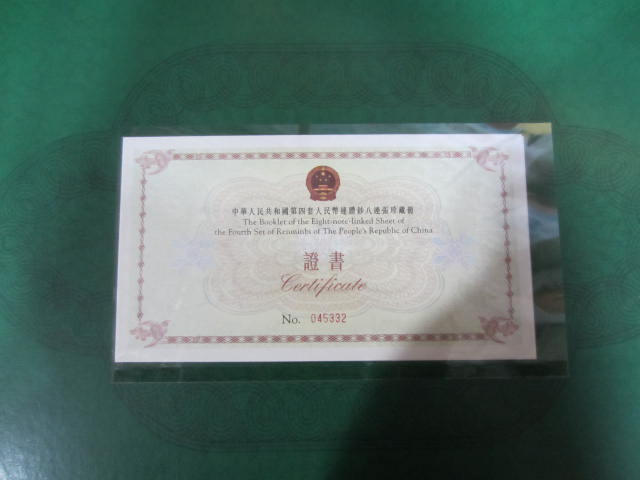 中華人民共和國第四套人民幣連體鈔八連張珍藏冊
The Booklet of the Eight-note-linked Sheet of
the Fourth Set of Renminbi of The People's Republic of China
證書
Certificate
No. 045332